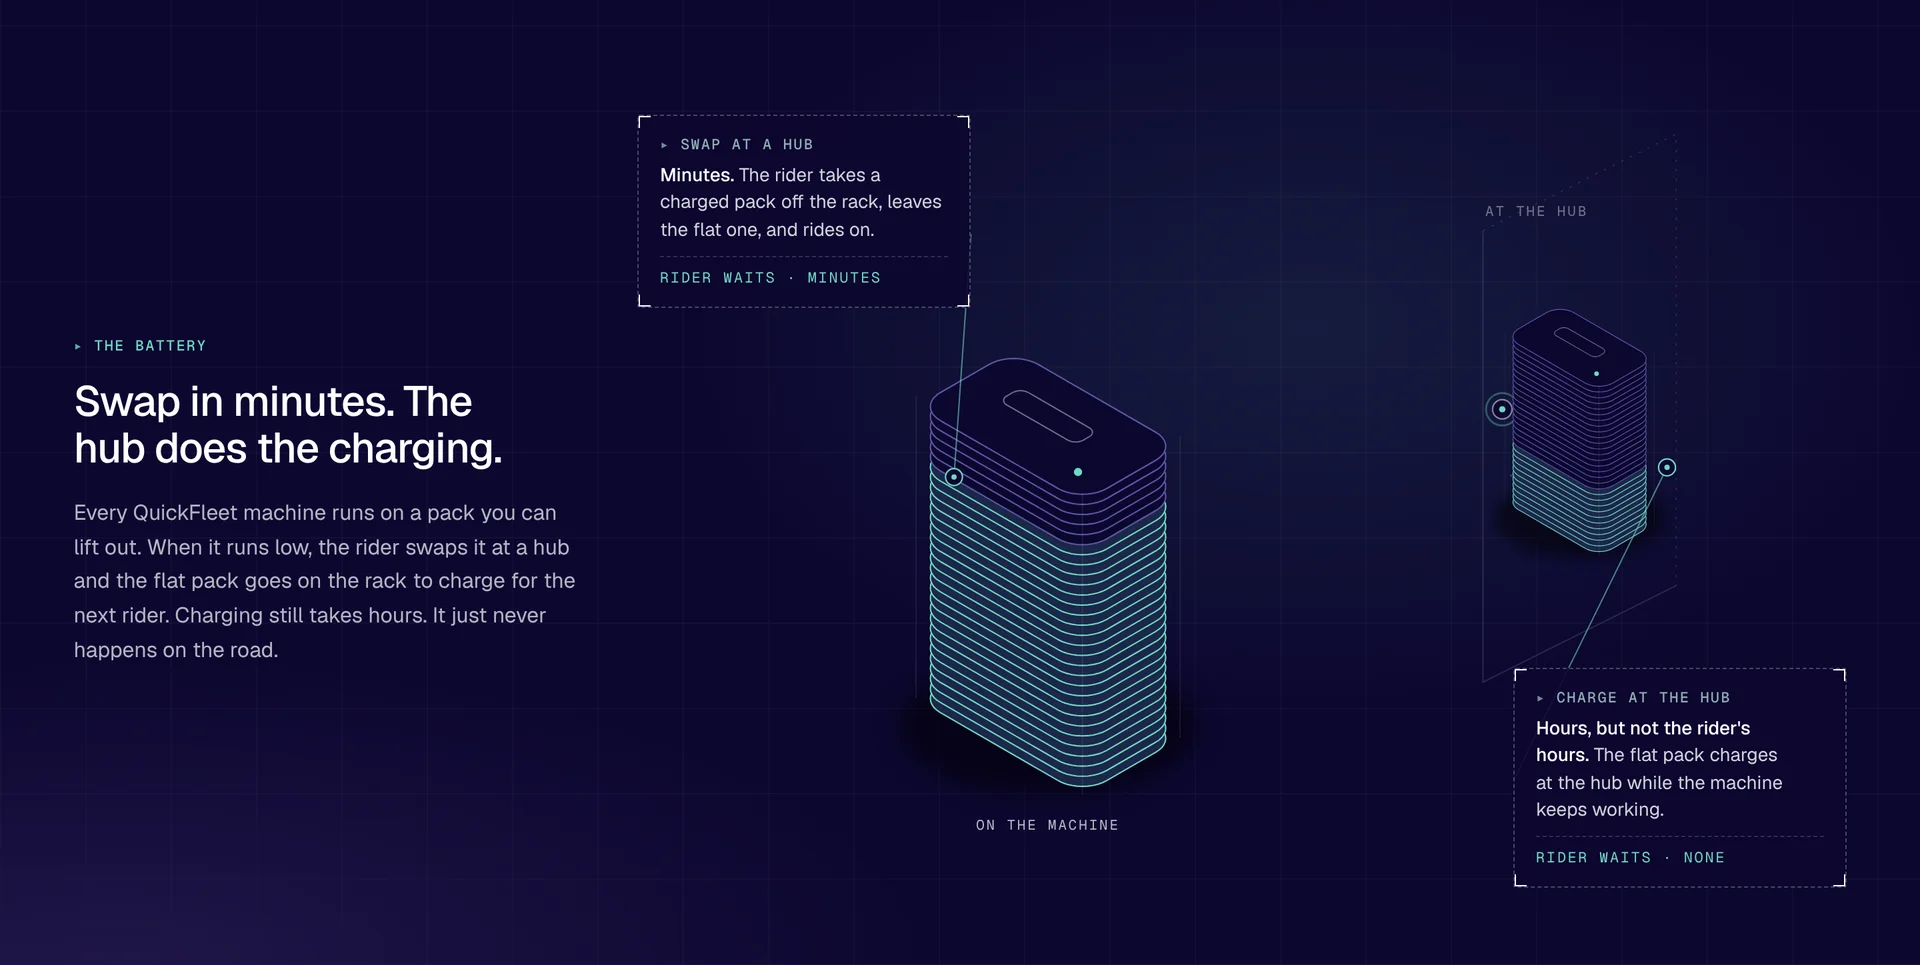 ▸ THE BATTERY
Swap in minutes. The
hub does the charging.
Every QuickFleet machine runs on a pack you can
lift out. When it runs low, the rider swaps it at a hub
and the flat pack goes on the rack to charge for the
next rider. Charging still takes hours. It just never
happens on the road.
▸ SWAP AT A HUB
Minutes. The rider takes a
charged pack off the rack, leaves
the flat one, and rides on.
RIDER WAITS · MINUTES
ON THE MACHINE
AT THE HUB
▸ CHARGE AT THE HUB
Hours, but not the rider's
hours. The flat pack charges
at the hub while the machine
keeps working.
RIDER WAITS · NONE